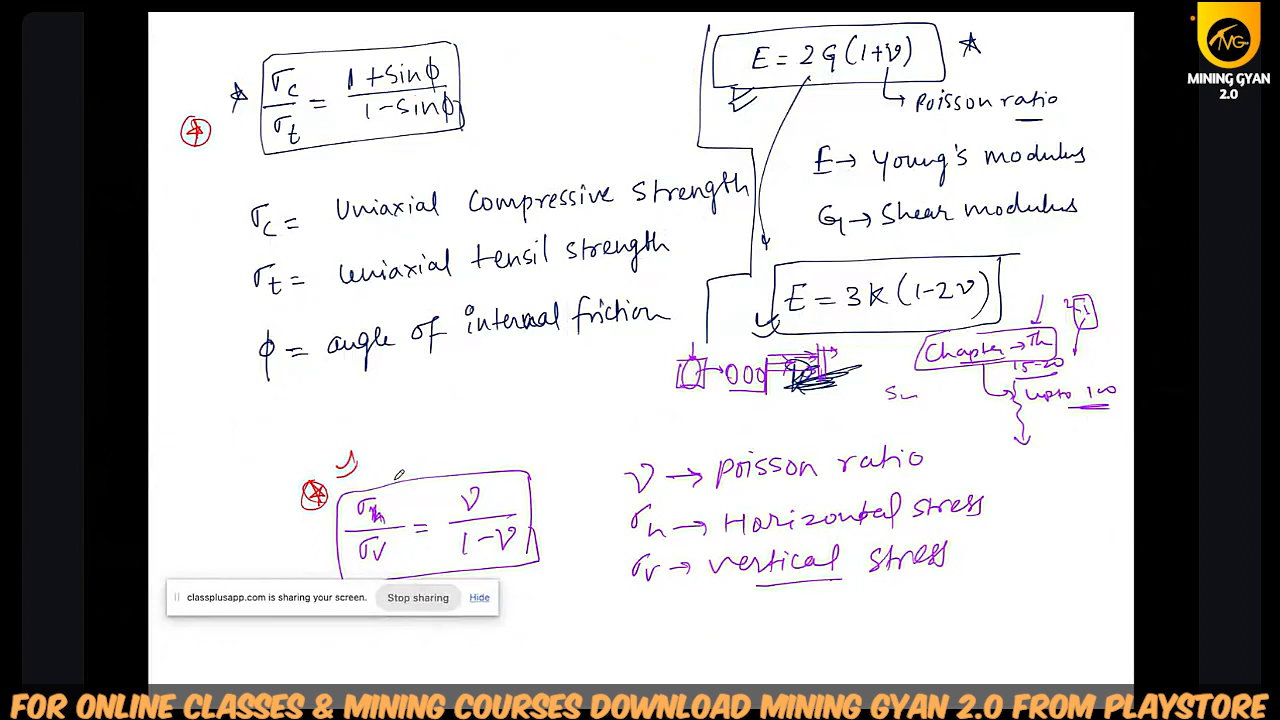 σc/σt = 1+sinϕ/1-sinϕ
σc = Uniaxial compressive strength
σt = Uniaxial tensil strength
ϕ = angle of internal friction
E = 2G(1+ν)
Poisson ratio
E → Young's modulus
G → Shear modulus
E = 3K(1-2ν)
Chapter → Th
15-20
upto 100
σh/σv = ν/1-ν
ν → Poisson ratio
σh → Horizontal stress
σv → vertical stress
classplusapp.com is sharing your screen. Stop sharing Hide
MINING GYAN
2.0
FOR ONLINE CLASSES & MINING COURSES DOWNLOAD MINING GYAN 2.0 FROM PLAYSTORE